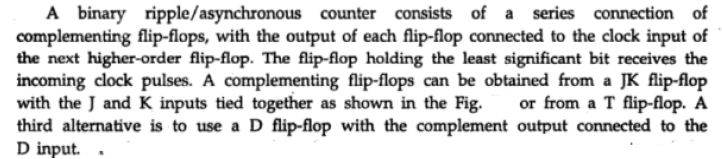 A binary ripple/asynchronous counter consists of a series connection of
complementing flip-flops, with the output of each flip-flop connected to the clock input of
the next higher-order flip-flop. The flip-flop holding the least significant bit receives the
incoming clock pulses. A complementing flip-flops can be obtained from a JK flip-flop
with the J and K inputs tied together as shown in the Fig. or from a T flip-flop. A
third alternative is to use a D flip-flop with the complement output connected to the
D input.